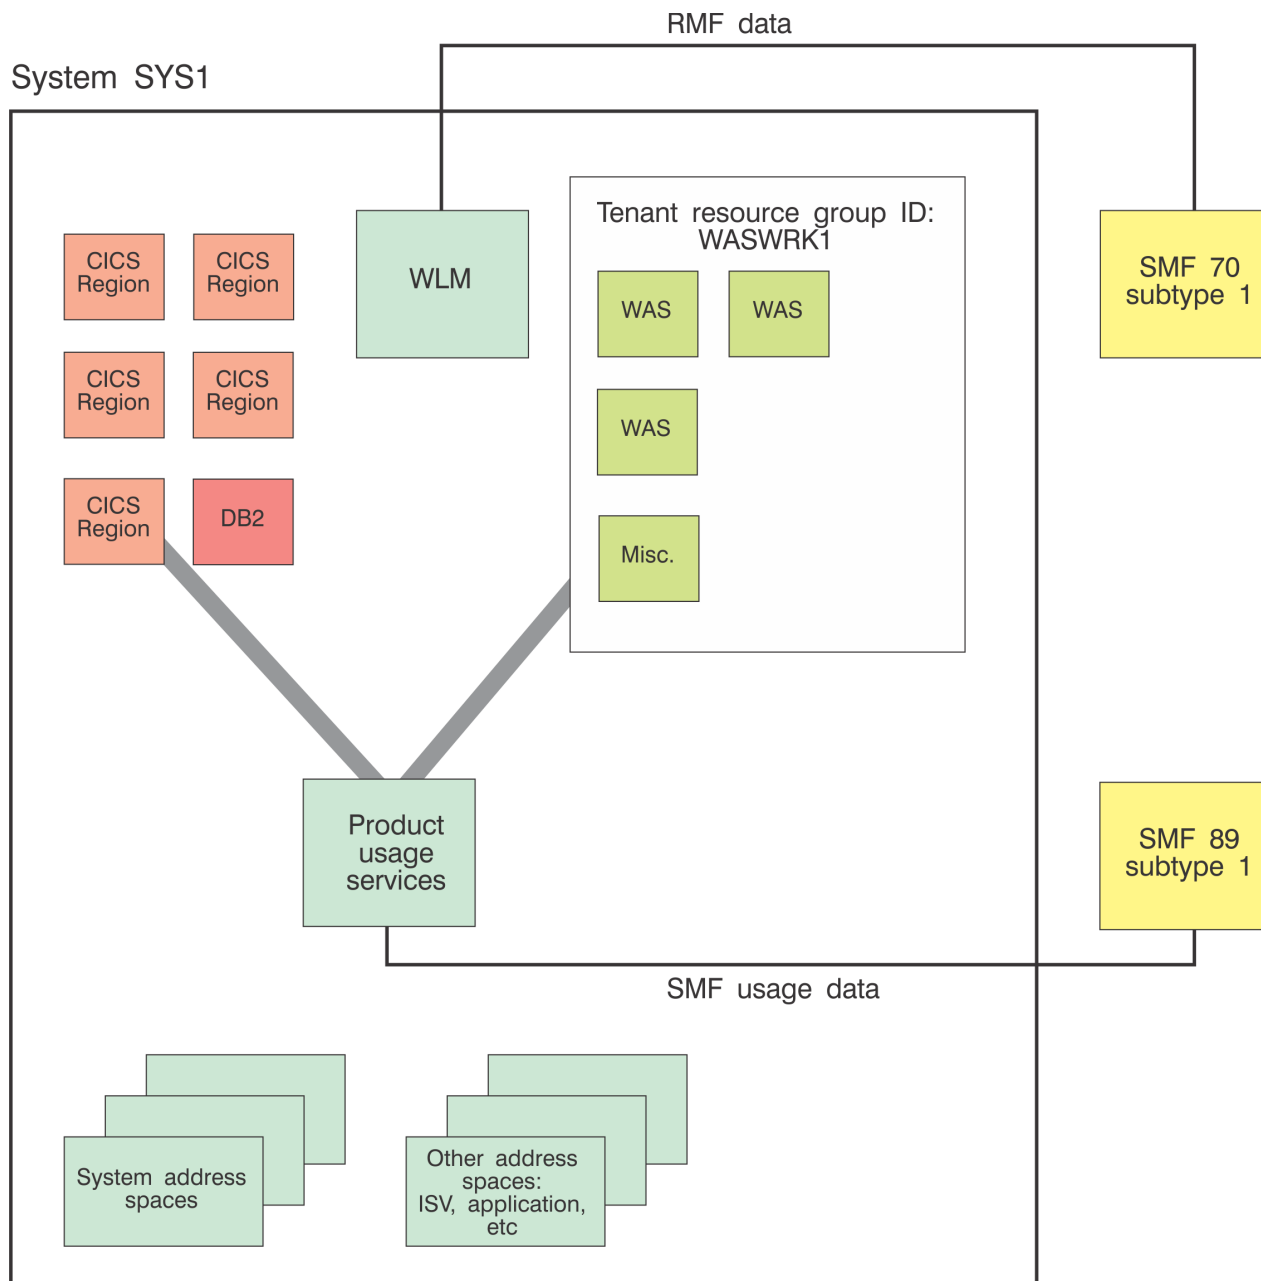 RMF data
System SYS1
Tenant resource group ID:
WASWRK1
CICS
Region
CICS
Region
WLM
SMF 70
subtype 1
WAS
WAS
CICS
Region
CICS
Region
WAS
CICS
Region
DB2
Misc.
Product
usage
services
SMF 89
subtype 1
SMF usage data
System address
spaces
Other address
spaces:
ISV, application,
etc